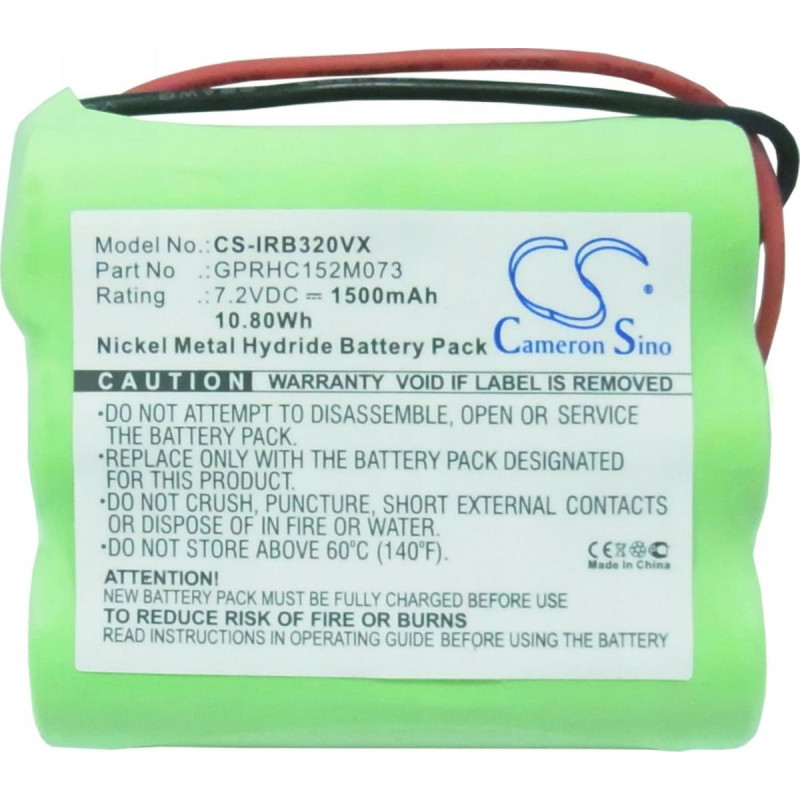 Model No.: CS-IRB320VX
Part No .: GPRHC152M073
Rating .: 7.2VDC ⎓ 1500mAh
10.80Wh
Nickel Metal Hydride Battery Pack
CS
®
Cameron Sino
CAUTION WARRANTY VOID IF LABEL IS REMOVED
•DO NOT ATTEMPT TO DISASSEMBLE, OPEN OR SERVICE
THE BATTERY PACK.
•REPLACE ONLY WITH THE BATTERY PACK DESIGNATED
FOR THIS PRODUCT.
•DO NOT CRUSH, PUNCTURE, SHORT EXTERNAL CONTACTS
OR DISPOSE OF IN FIRE OR WATER.
•DO NOT STORE ABOVE 60°C (140°F).
CE
Made In China
ATTENTION!
NEW BATTERY PACK MUST BE FULLY CHARGED BEFORE USE
TO REDUCE RISK OF FIRE OR BURNS
READ INSTRUCTIONS IN OPERATING GUIDE BEFORE USING THE BATTERY